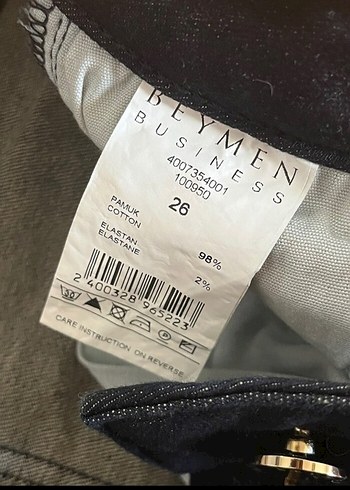 BEYMEN
BUSINESS
4007354001
100950
26
PAMUK
COTTON
98%
ELASTAN
ELASTANE
2%
2 400328 965223
CARE INSTRUCTION ON REVERSE